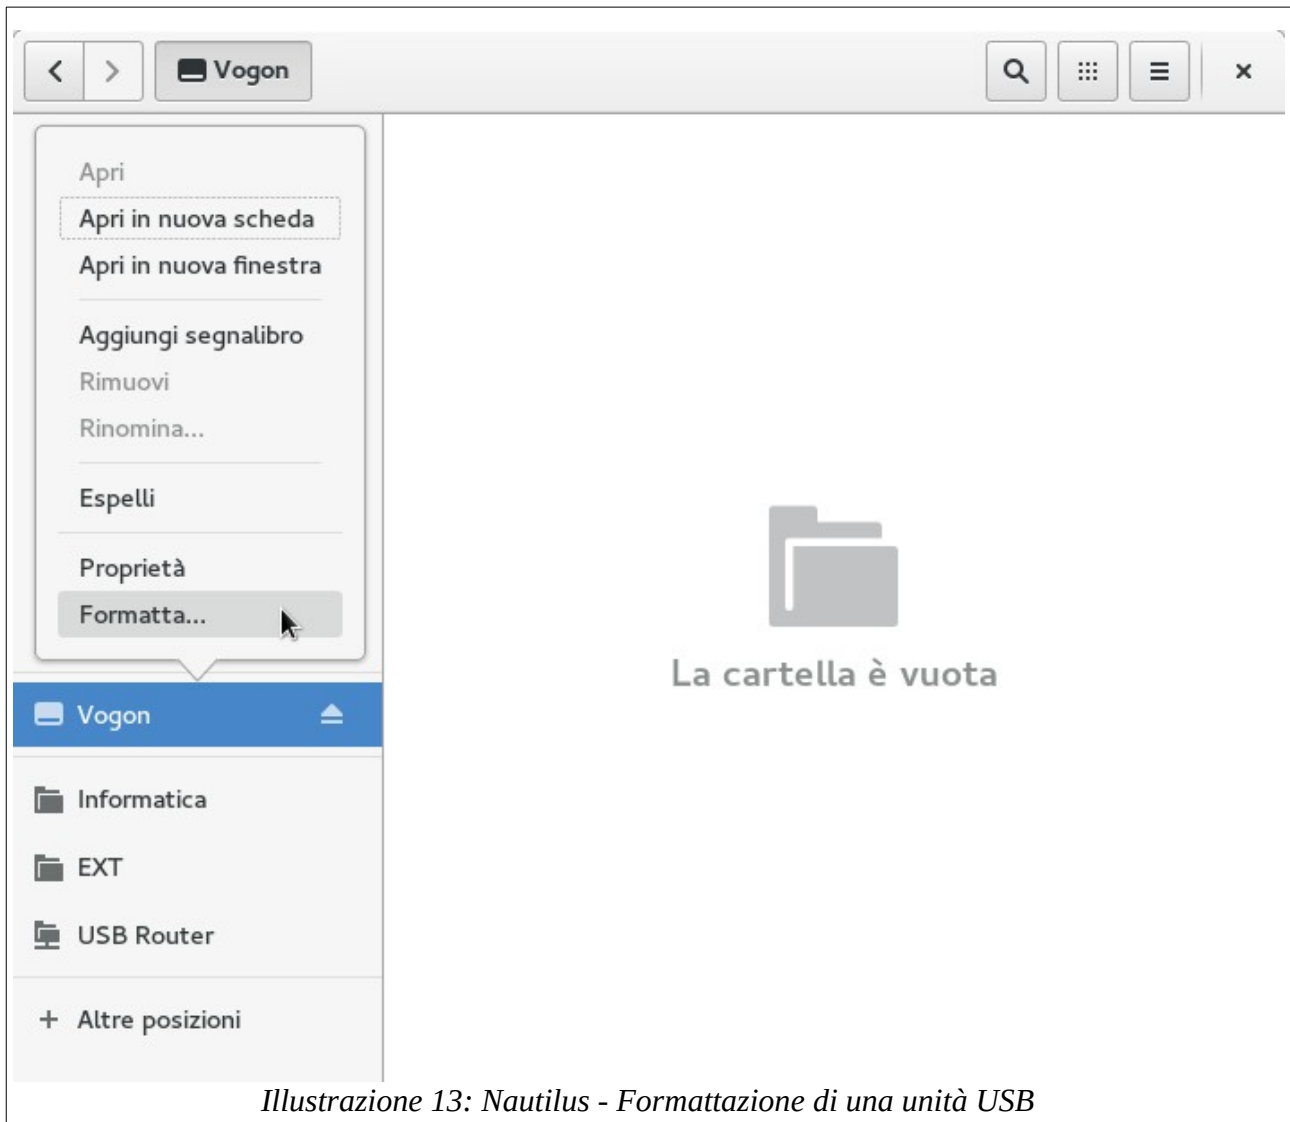 Vogon
Apri
Apri in nuova scheda
Apri in nuova finestra
Aggiungi segnalibro
Rimuovi
Rinomina...
Espelli
Proprietà
Formatta...
Vogon
Informatica
EXT
USB Router
Altre posizioni
La cartella è vuota
Illustrazione 13: Nautilus - Formattazione di una unità USB